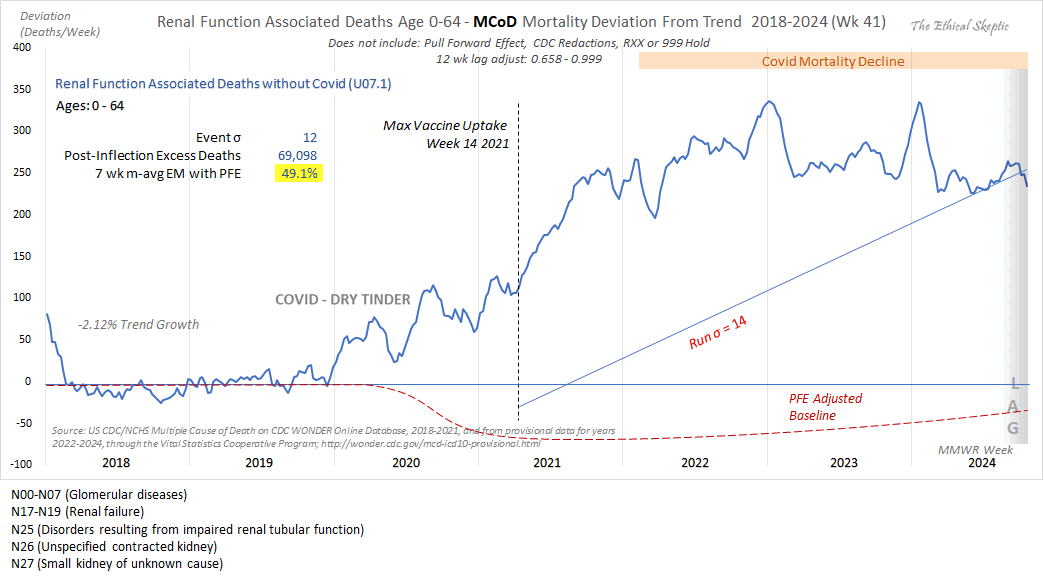 Deviation
(Deaths/Week)
Renal Function Associated Deaths Age 0-64 - MCoD Mortality Deviation From Trend 2018-2024 (Wk 41)
The Ethical Skeptic
Does not include: Pull Forward Effect, CDC Redactions, RXX or 999 Hold
12 wk lag adjust: 0.658 - 0.999
Covid Mortality Decline
Renal Function Associated Deaths without Covid (U07.1)
Ages: 0 - 64
Event σ 12
Post-Inflection Excess Deaths 69,098
7 wk m-avg EM with PFE 49.1%
Max Vaccine Uptake
Week 14 2021
400
350
300
250
200
150
100
50
0
-50
-100
COVID - DRY TINDER
-2.12% Trend Growth
Run σ = 14
PFE Adjusted
Baseline
L
A
G
Source: US CDC/NCHS Multiple Cause of Death on CDC WONDER Online Database, 2018-2021, and from provisional data for years
2022-2024, through the Vital Statistics Cooperative Program; http://wonder.cdc.gov/mcd-icd10-provisional.html
MMWR Week
2018 2019 2020 2021 2022 2023 2024
N00-N07 (Glomerular diseases)
N17-N19 (Renal failure)
N25 (Disorders resulting from impaired renal tubular function)
N26 (Unspecified contracted kidney)
N27 (Small kidney of unknown cause)